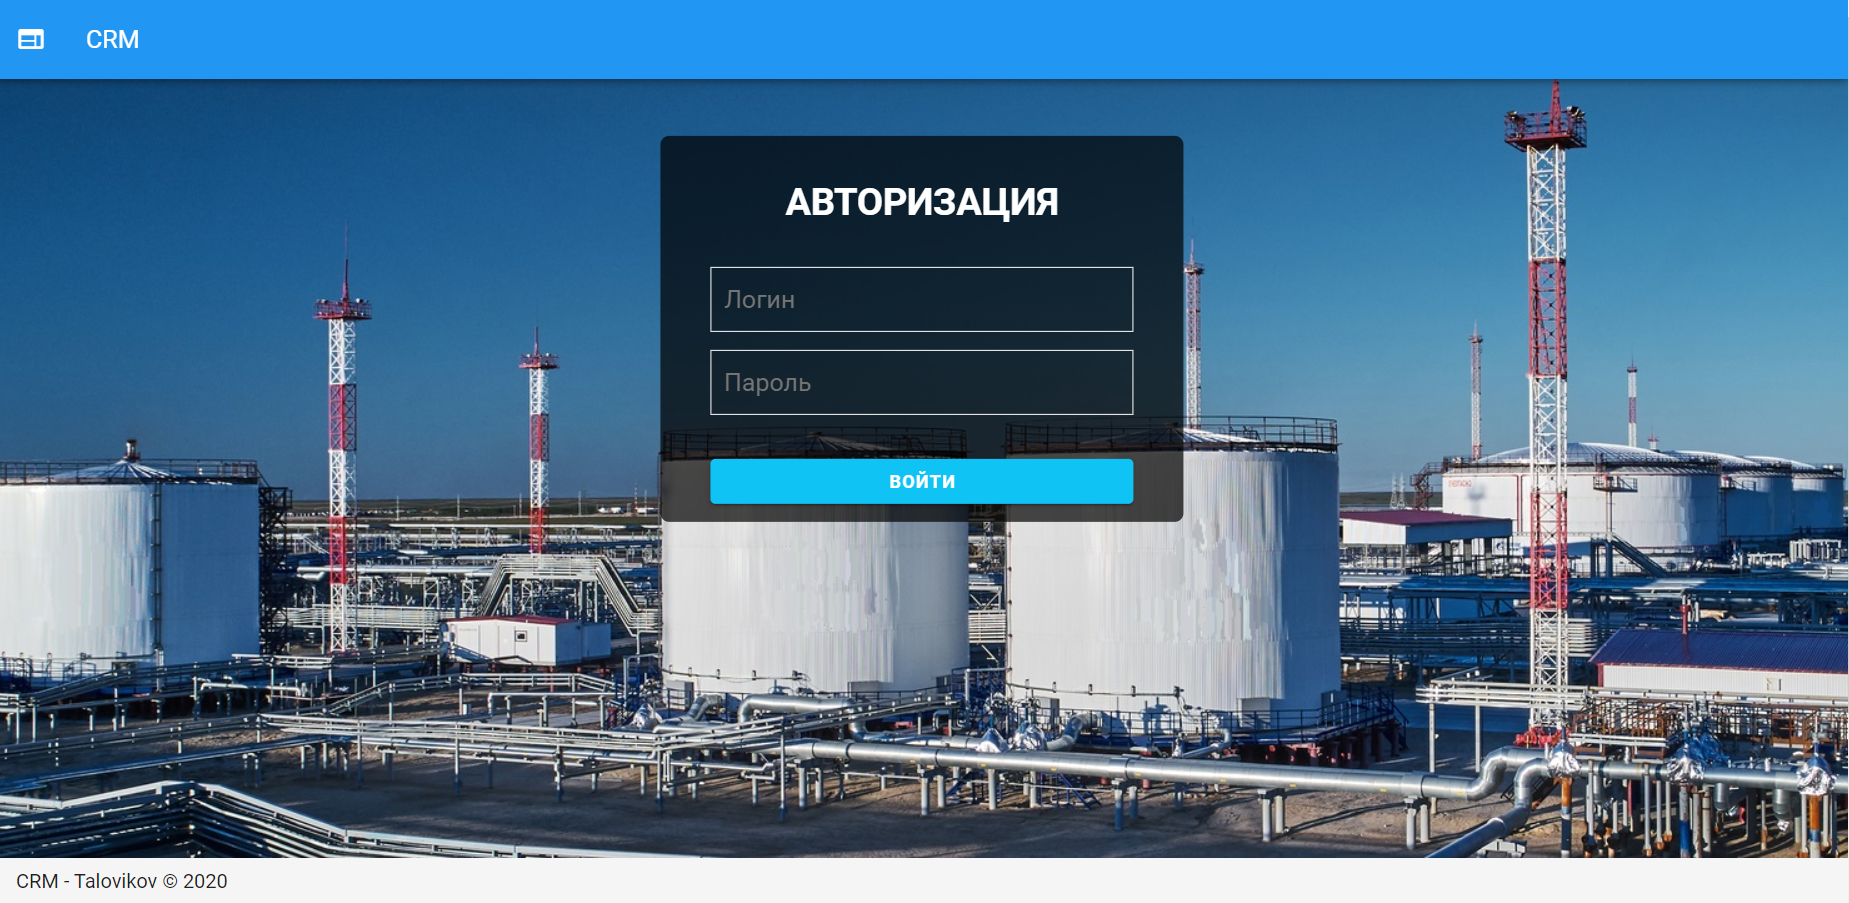 CRM
АВТОРИЗАЦИЯ
Логин
Пароль
ВОЙТИ
CRM - Talovikov © 2020